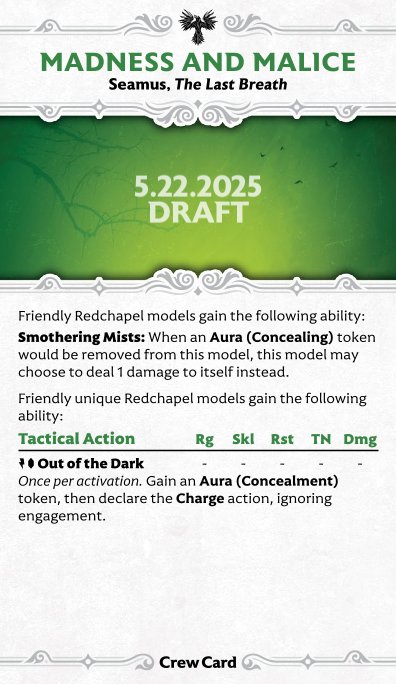 MADNESS AND MALICE
Seamus, The Last Breath
5.22.2025
DRAFT
Friendly Redchapel models gain the following ability:
Smothering Mists: When an Aura (Concealing) token
would be removed from this model, this model may
choose to deal 1 damage to itself instead.
Friendly unique Redchapel models gain the following
ability:
Tactical Action Rg Skl Rst TN Dmg
Out of the Dark - - - - -
Once per activation. Gain an Aura (Concealment)
token, then declare the Charge action, ignoring
engagement.
Crew Card